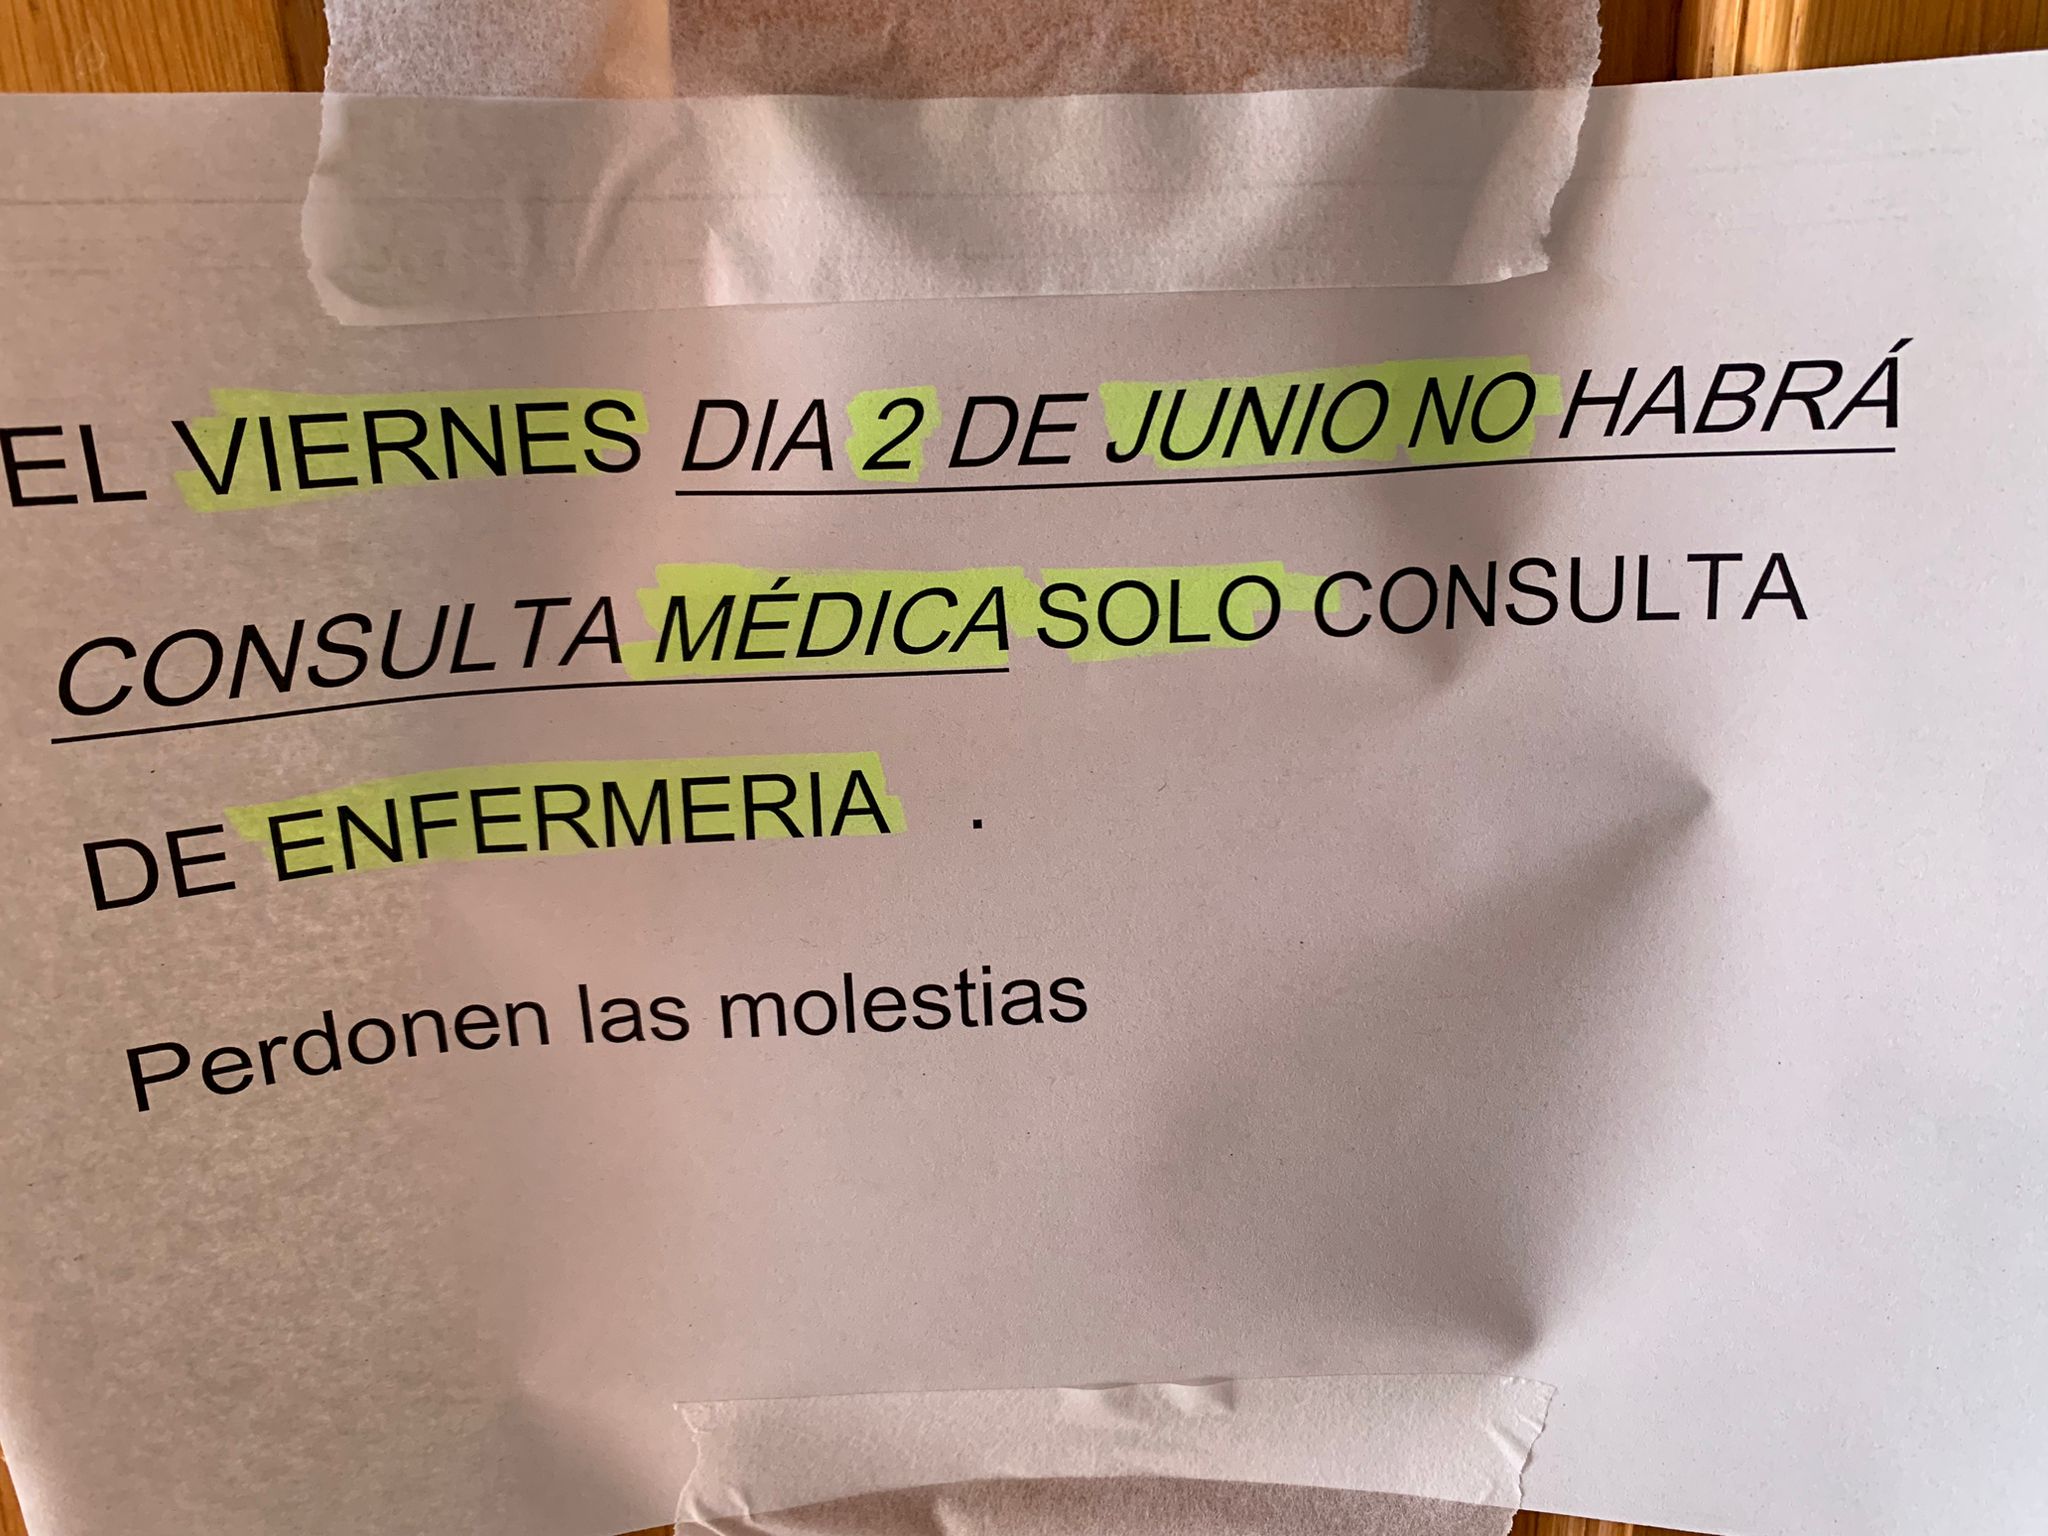 EL VIERNES DIA 2 DE JUNIO NO HABRÁ
CONSULTA MÉDICA SOLO CONSULTA
DE ENFERMERIA .
Perdonen las molestias